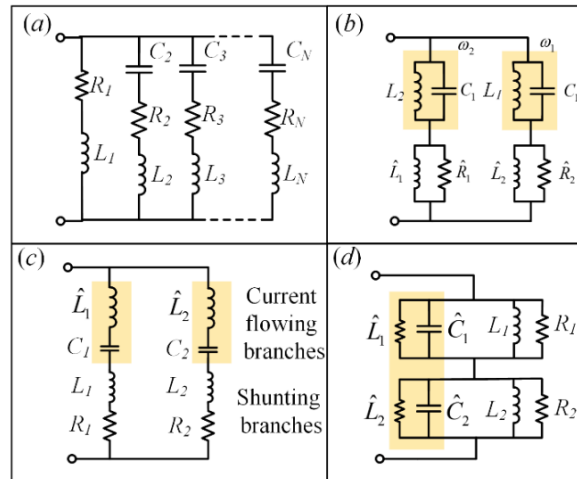 (a)
C2 C3 CN
R1
R2 R3 RN
L1
L2 L3 LN
(b)
ω2 ω1
L2 C1 L1 C1
L̂1 R̂1 L̂2 R̂2
(c)
L̂1 L̂2 Current
flowing
branches
C1 C2
L1 L2 Shunting
branches
R1 R2
(d)
L̂1 Ĉ1 L1 R1
L̂2 Ĉ2 L2 R2